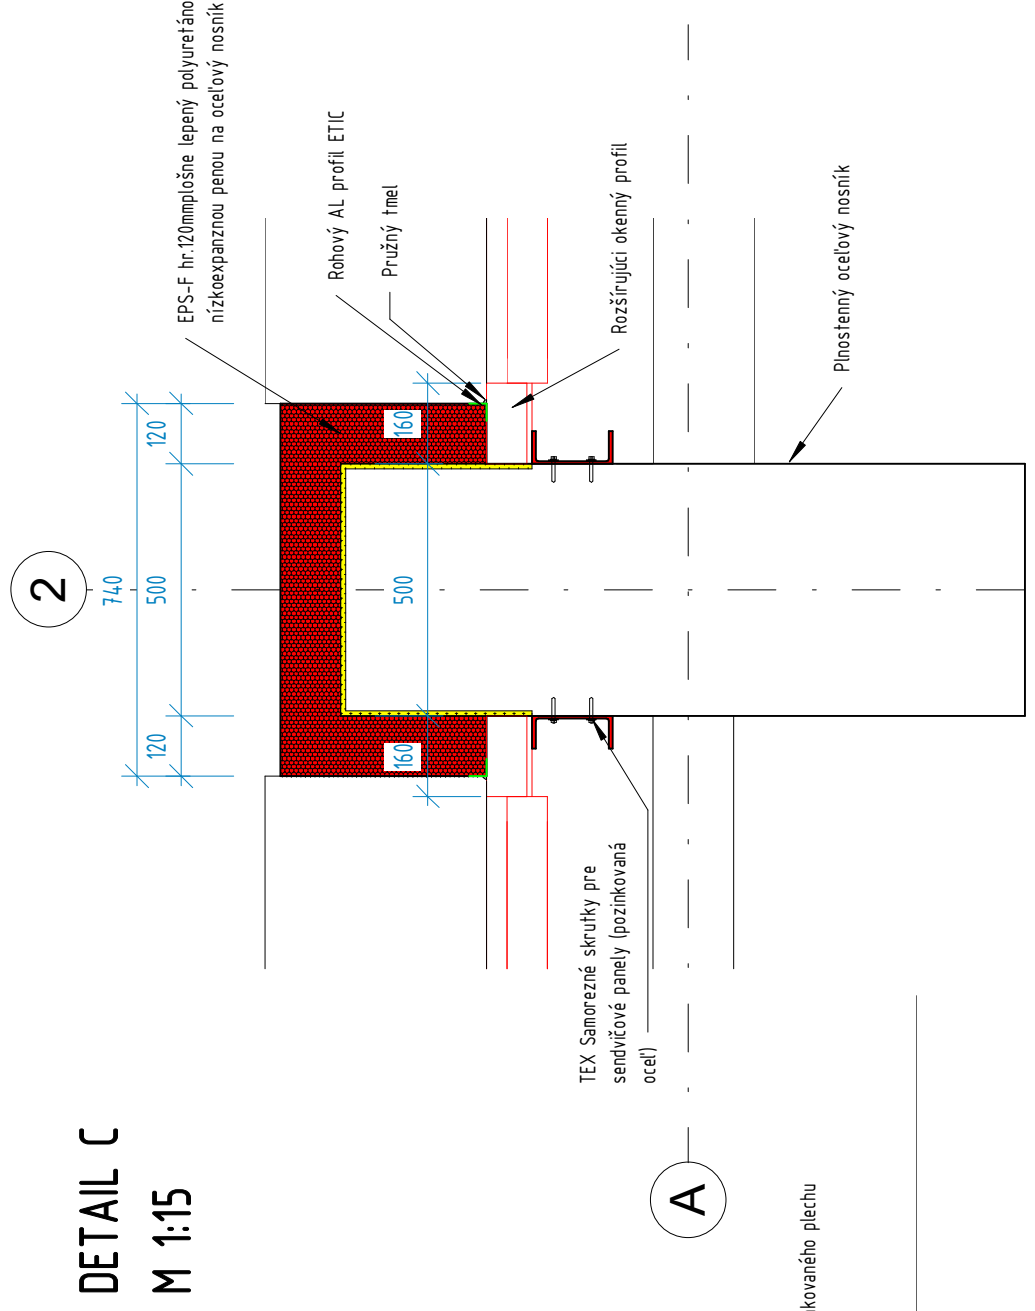 DETAIL C
M 1:15
2
A
740
120
500
120
160
500
160
EPS-F hr.120mmplošne lepený polyuretáno
nízkoexpanznou penou na oceľový nosník
Rohový AL profil ETIC
Pružný tmel
Rozširujúci okenný profil
Plnostenný oceľový nosník
TEX Samorezné skrutky pre
sendvičové panely (pozinkovaná
oceľ)
nkovaného plechu